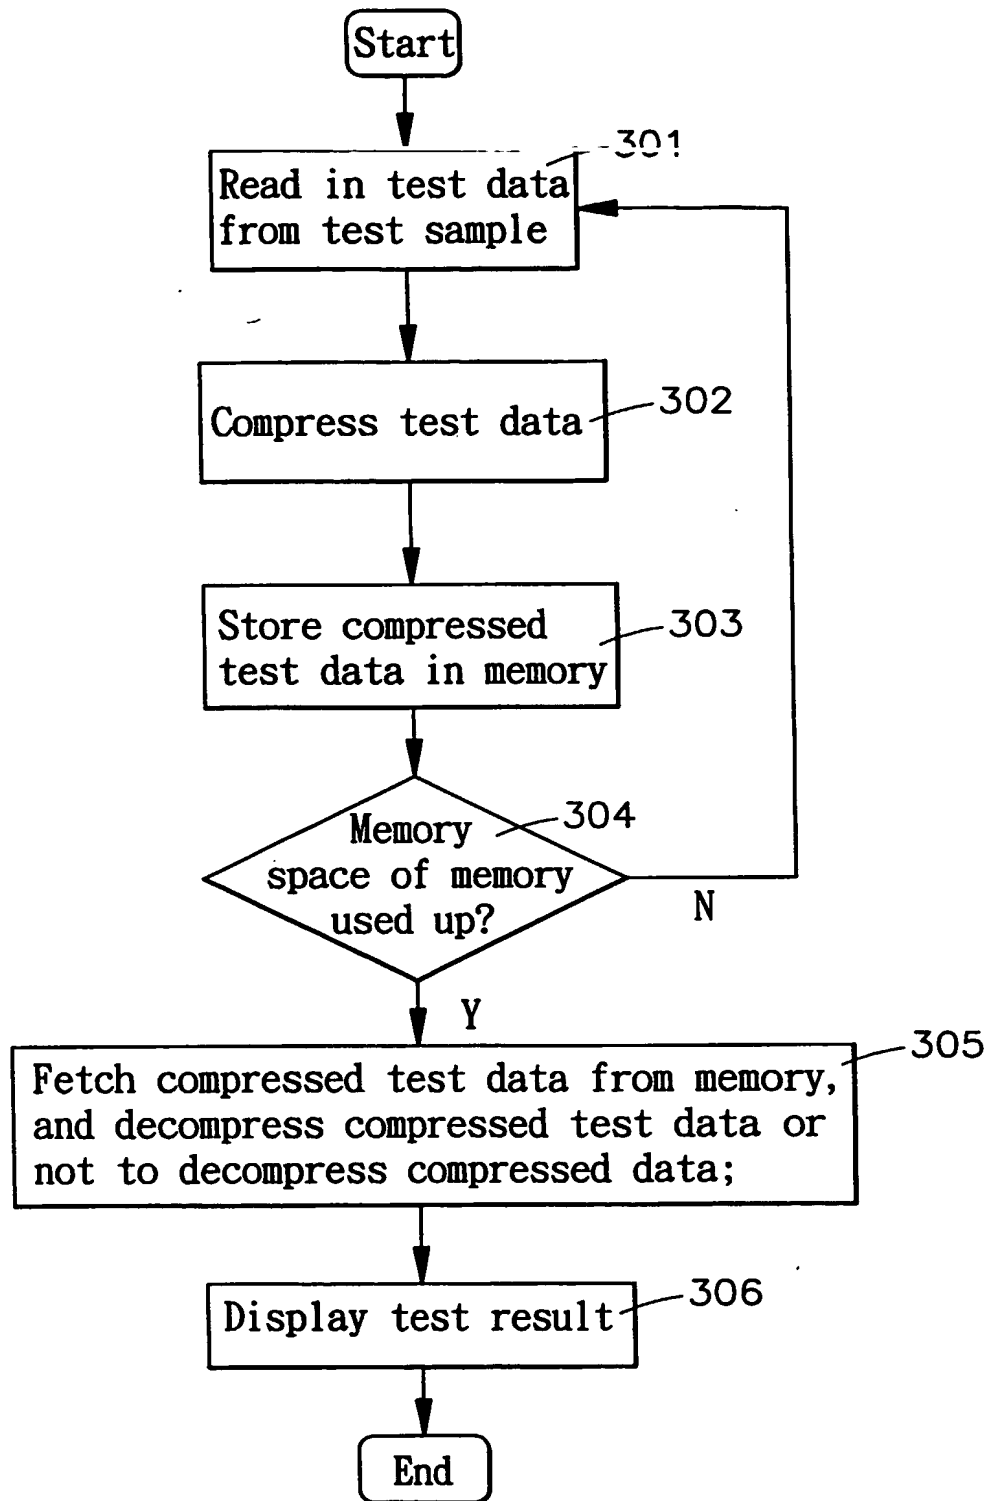 Start
301
Read in test data
from test sample
302
Compress test data
303
Store compressed
test data in memory
304
Memory
space of memory
used up?
N
Y
305
Fetch compressed test data from memory,
and decompress compressed test data or
not to decompress compressed data;
306
Display test result
End